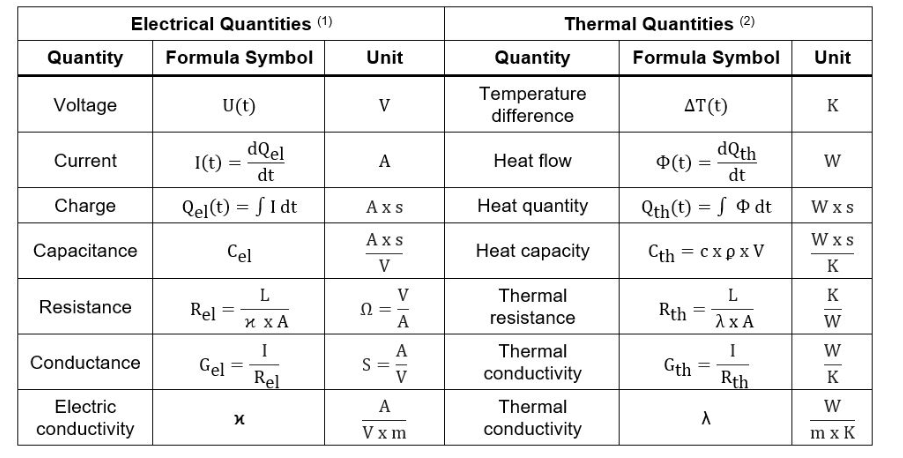 Electrical Quantities (1) Thermal Quantities (2)
Quantity Formula Symbol Unit Quantity Formula Symbol Unit
Voltage U(t) V Temperature difference ΔT(t) K
Current I(t) = dQel/dt A Heat flow Φ(t) = dQth/dt W
Charge Qel(t) = ∫ I dt A x s Heat quantity Qth(t) = ∫ Φ dt W x s
Capacitance Cel A x s/V Heat capacity Cth = c x ρ x V W x s/K
Resistance Rel = L/ϰ x A Ω = V/A Thermal resistance Rth = L/λ x A K/W
Conductance Gel = I/Rel S = A/V Thermal conductivity Gth = I/Rth W/K
Electric conductivity ϰ A/V x m Thermal conductivity λ W/m x K